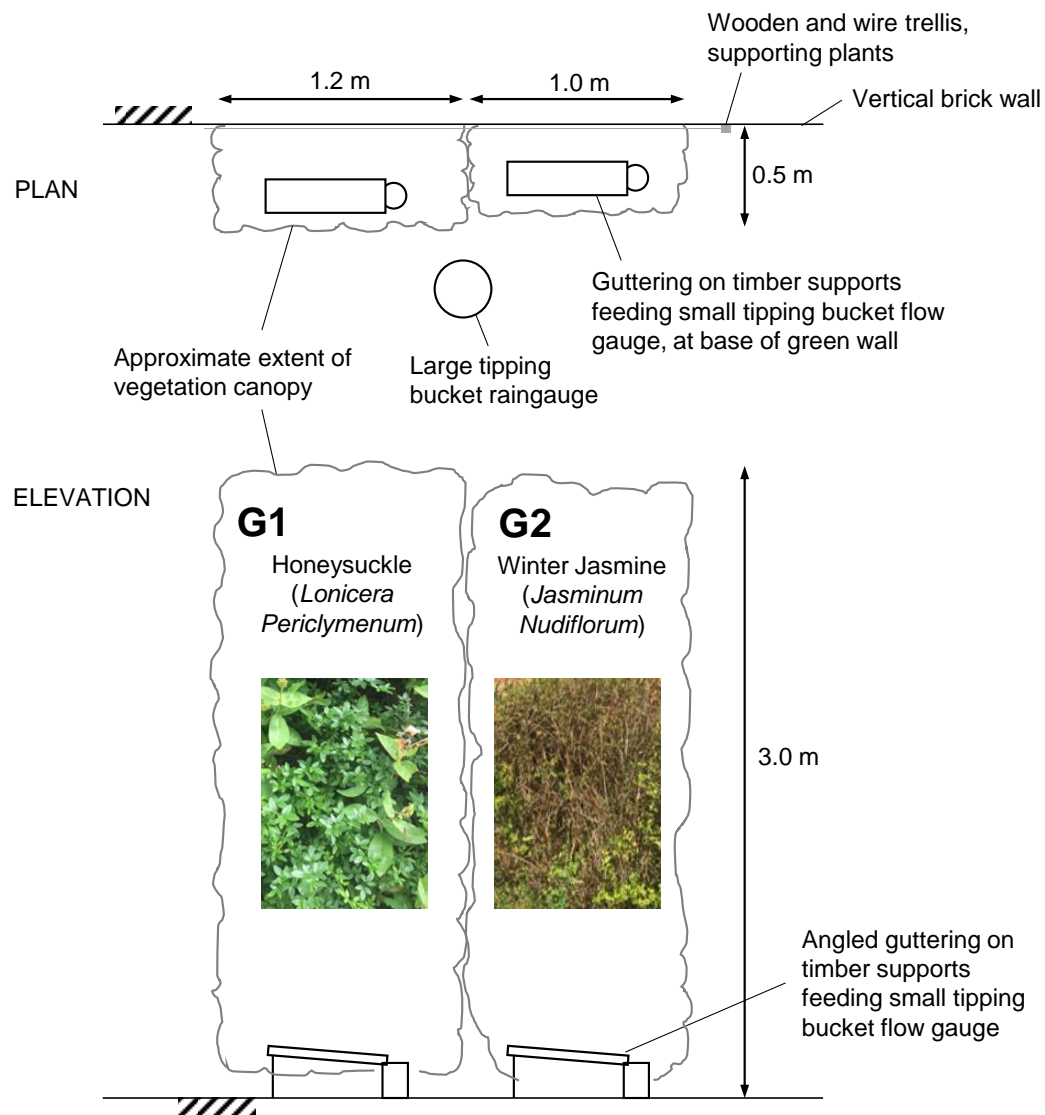 Wooden and wire trellis,
supporting plants
1.2 m
1.0 m
Vertical brick wall
PLAN
0.5 m
Guttering on timber supports
feeding small tipping bucket flow
gauge, at base of green wall
Approximate extent of
vegetation canopy
Large tipping
bucket raingauge
ELEVATION
G1
Honeysuckle
(Lonicera
Periclymenum)
G2
Winter Jasmine
(Jasminum
Nudiflorum)
3.0 m
Angled guttering on
timber supports
feeding small tipping
bucket flow gauge